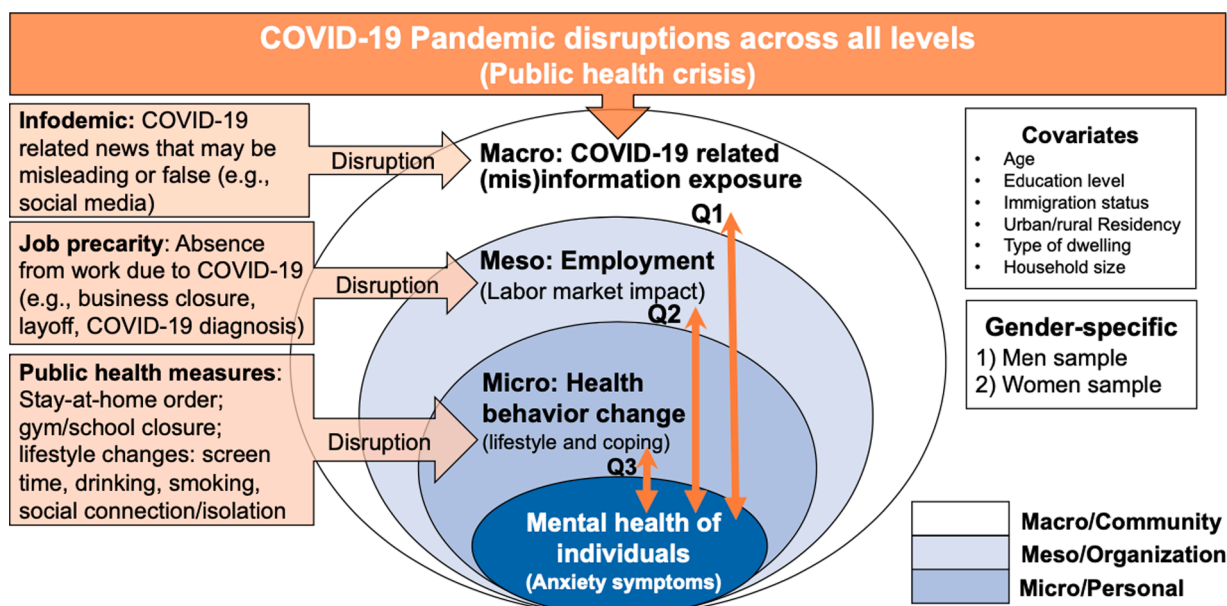 COVID-19 Pandemic disruptions across all levels
(Public health crisis)
Infodemic: COVID-19
related news that may be
misleading or false (e.g.,
social media)
Disruption
Macro: COVID-19 related
(mis)information exposure
Q1
Job precarity: Absence
from work due to COVID-19
(e.g., business closure,
layoff, COVID-19 diagnosis)
Disruption
Meso: Employment
(Labor market impact)
Q2
Public health measures:
Stay-at-home order;
gym/school closure;
lifestyle changes: screen
time, drinking, smoking,
social connection/isolation
Disruption
Micro: Health
behavior change
(lifestyle and coping)
Q3
Mental health of
individuals
(Anxiety symptoms)
Covariates
• Age
• Education level
• Immigration status
• Urban/rural Residency
• Type of dwelling
• Household size
Gender-specific
1) Men sample
2) Women sample
Macro/Community
Meso/Organization
Micro/Personal